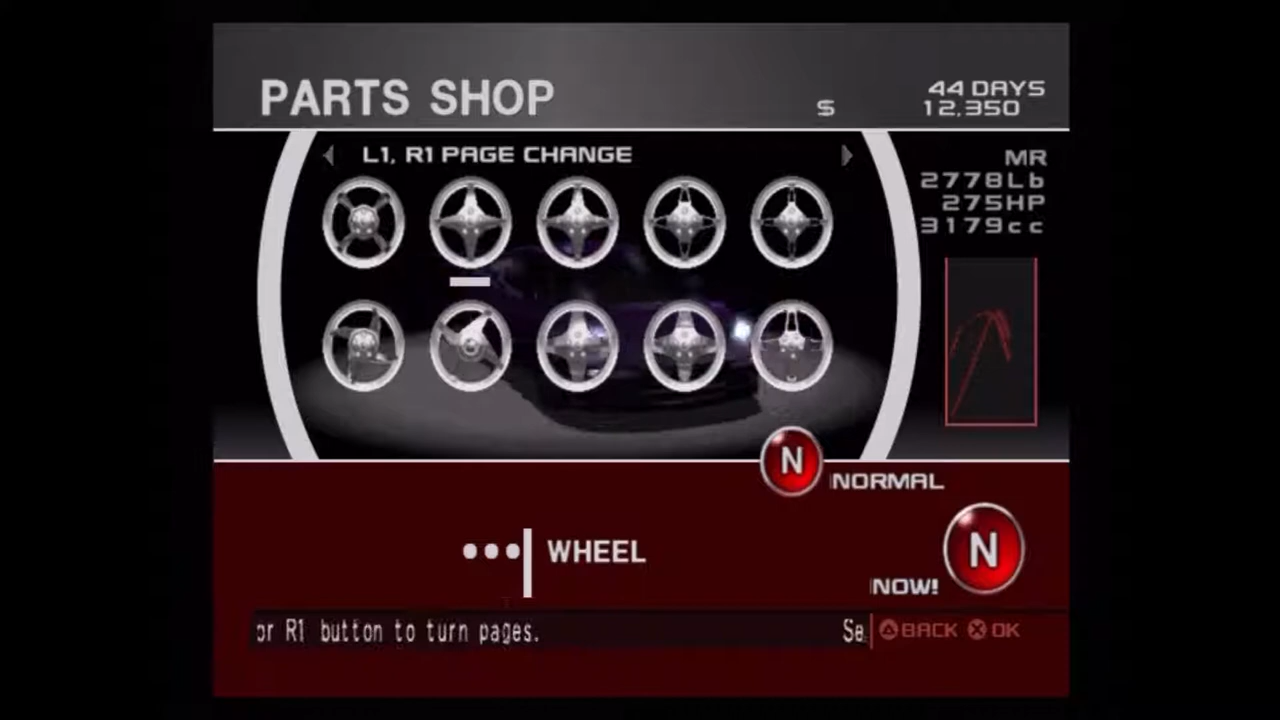 PARTS SHOP
44 DAYS
$ 12,350
L1, R1 PAGE CHANGE
MR
2778Lb
275HP
3179cc
N NORMAL
WHEEL
N
NOW!
or R1 button to turn pages. Se
BACK OK